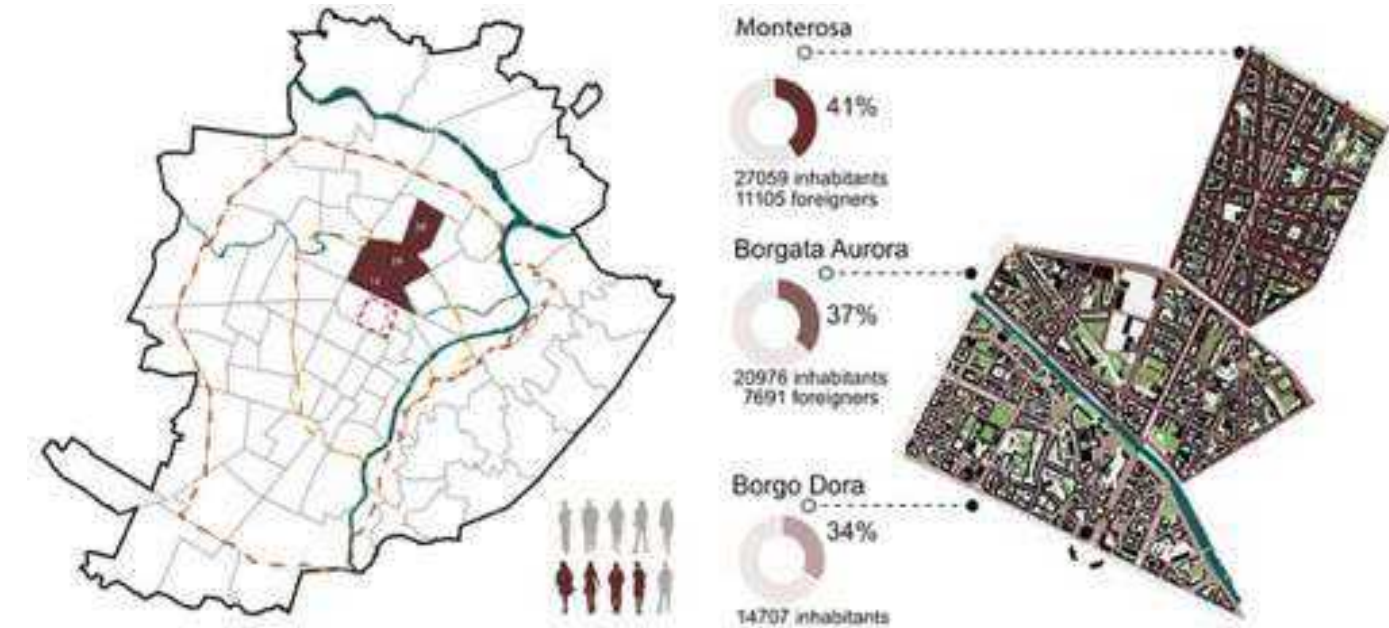 Monterosa
41%
27059 inhabitants
11105 foreigners
Borgata Aurora
37%
20976 inhabitants
7691 foreigners
Borgo Dora
34%
14707 inhabitants